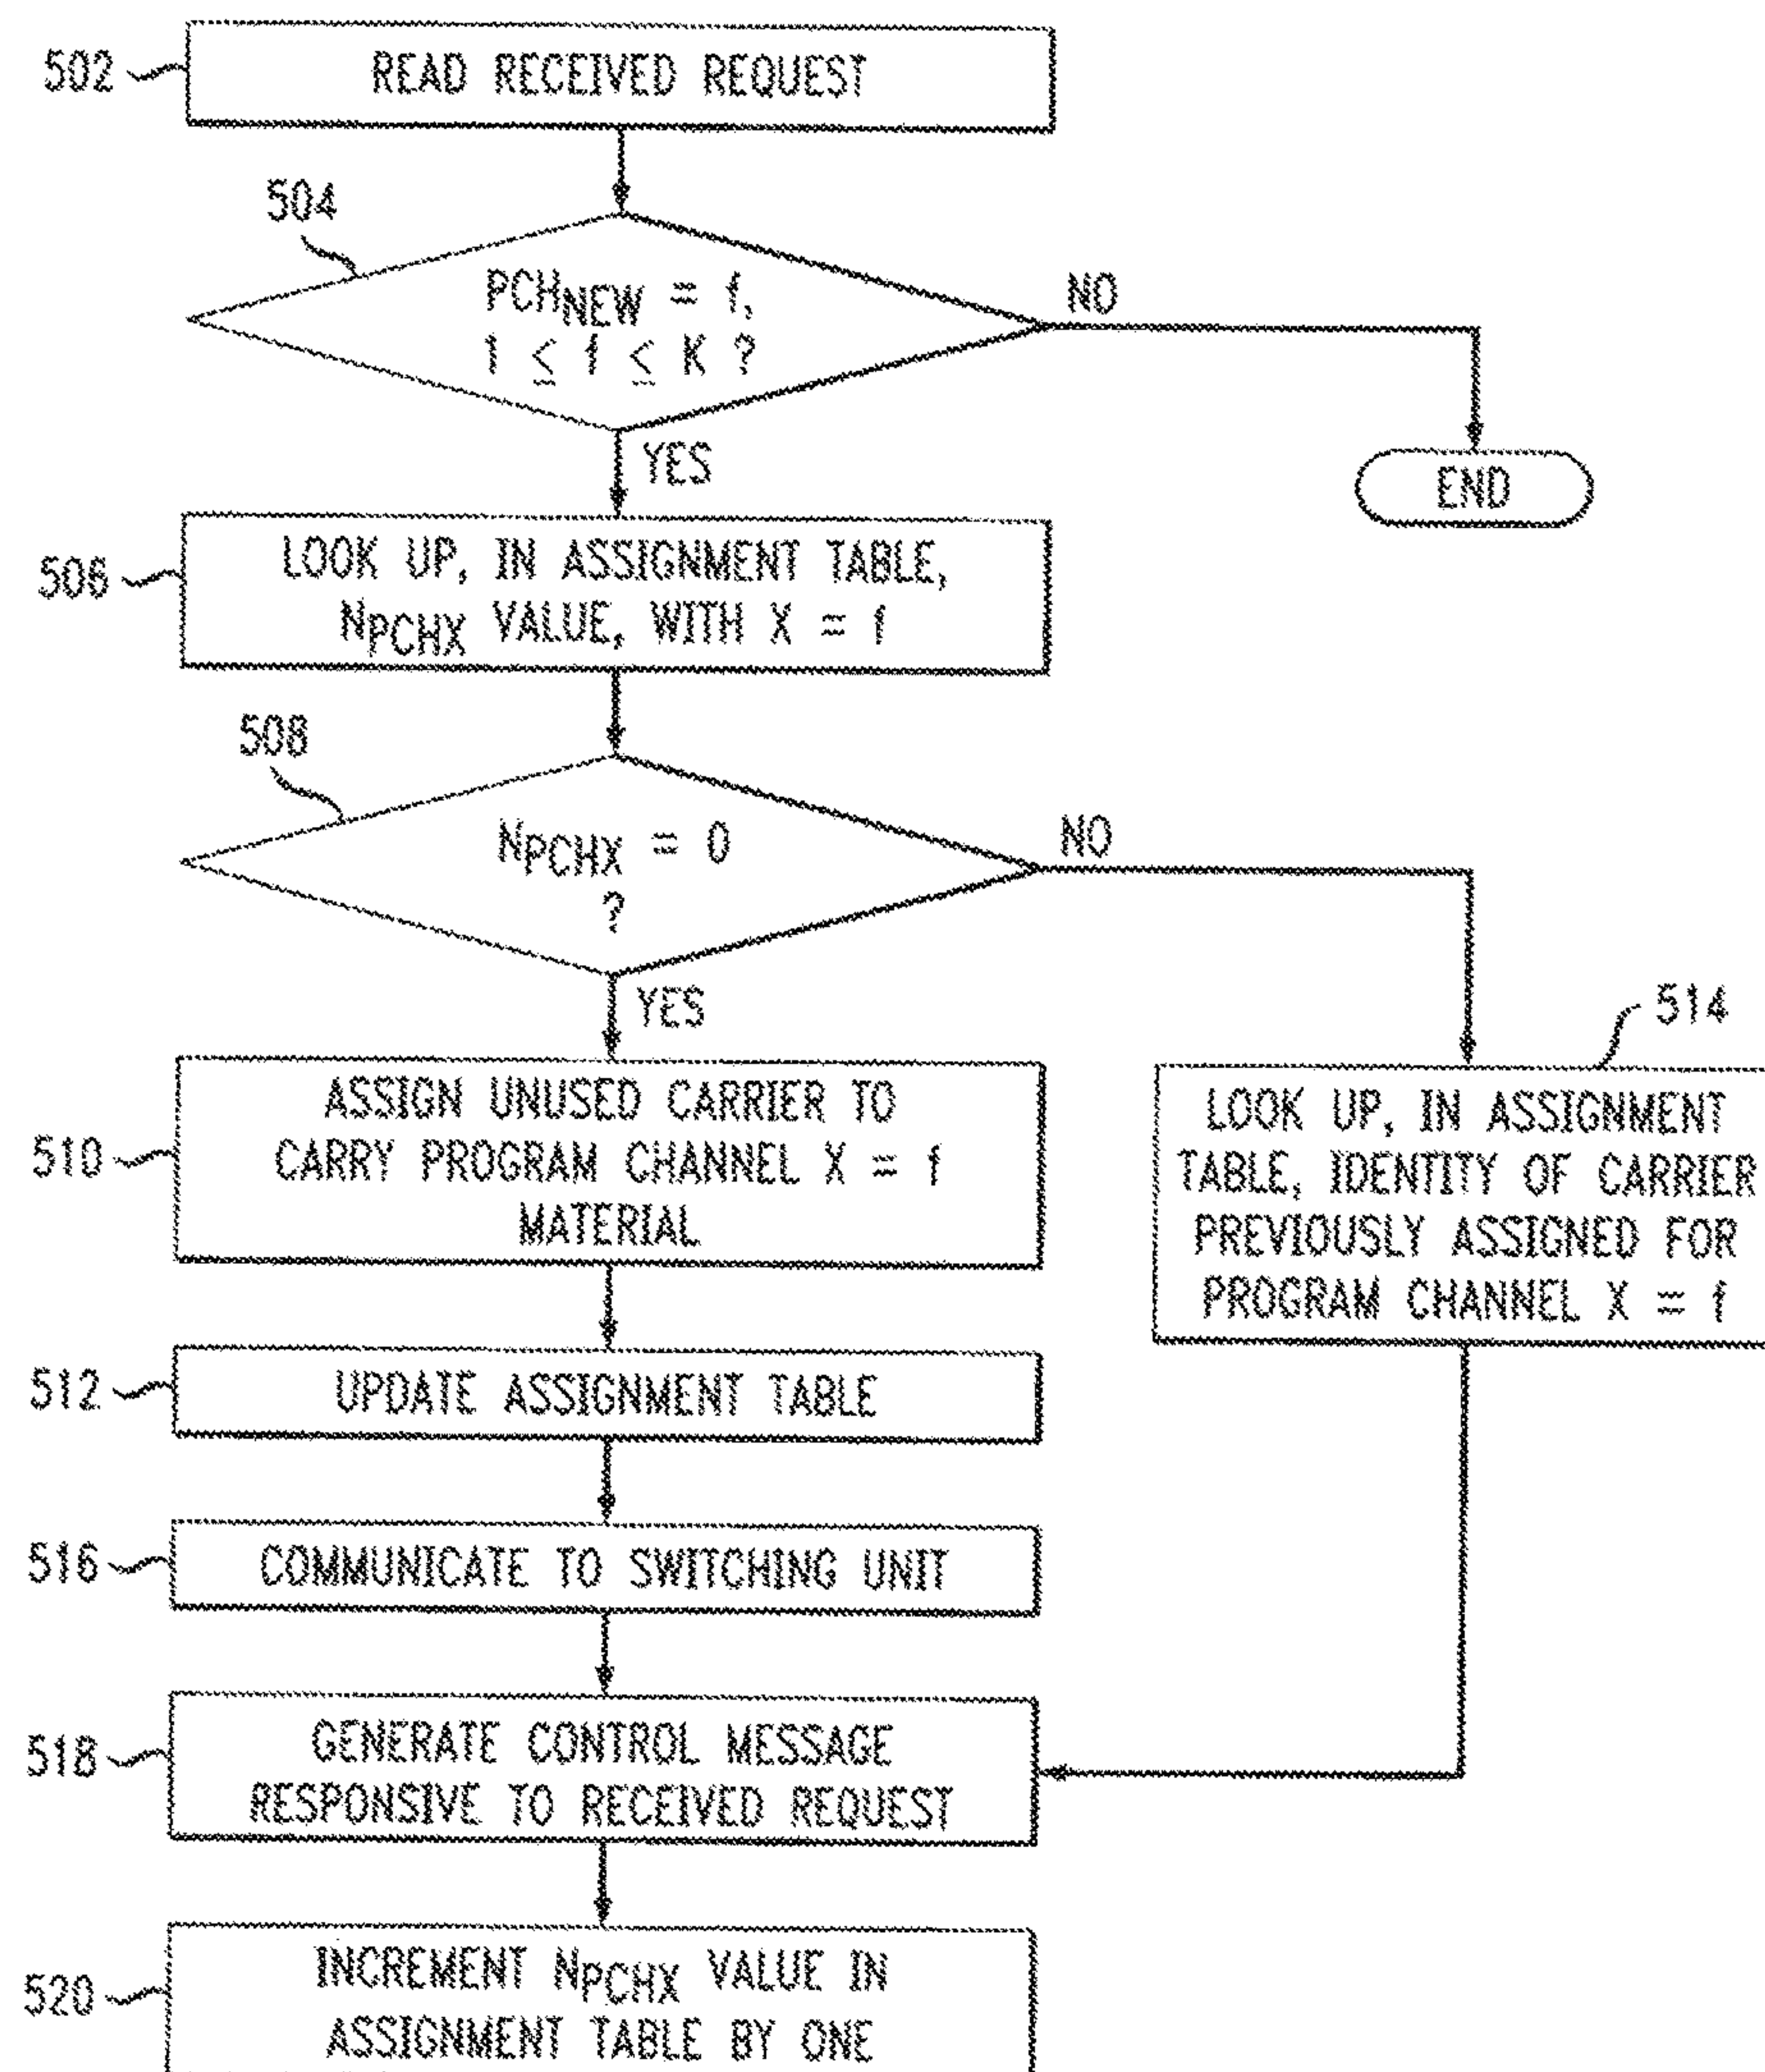 502
READ RECEIVED REQUEST
504
PCHNEW = f,
1 ≤ f ≤ K ?
NO
YES
END
506
LOOK UP, IN ASSIGNMENT TABLE,
NPCHX VALUE, WITH X = f
508
NPCHX = 0
?
NO
YES
510
ASSIGN UNUSED CARRIER TO
CARRY PROGRAM CHANNEL X = f
MATERIAL
514
LOOK UP, IN ASSIGNMENT
TABLE, IDENTITY OF CARRIER
PREVIOUSLY ASSIGNED FOR
PROGRAM CHANNEL X = f
512
UPDATE ASSIGNMENT TABLE
516
COMMUNICATE TO SWITCHING UNIT
518
GENERATE CONTROL MESSAGE
RESPONSIVE TO RECEIVED REQUEST
520
INCREMENT NPCHX VALUE IN
ASSIGNMENT TABLE BY ONE